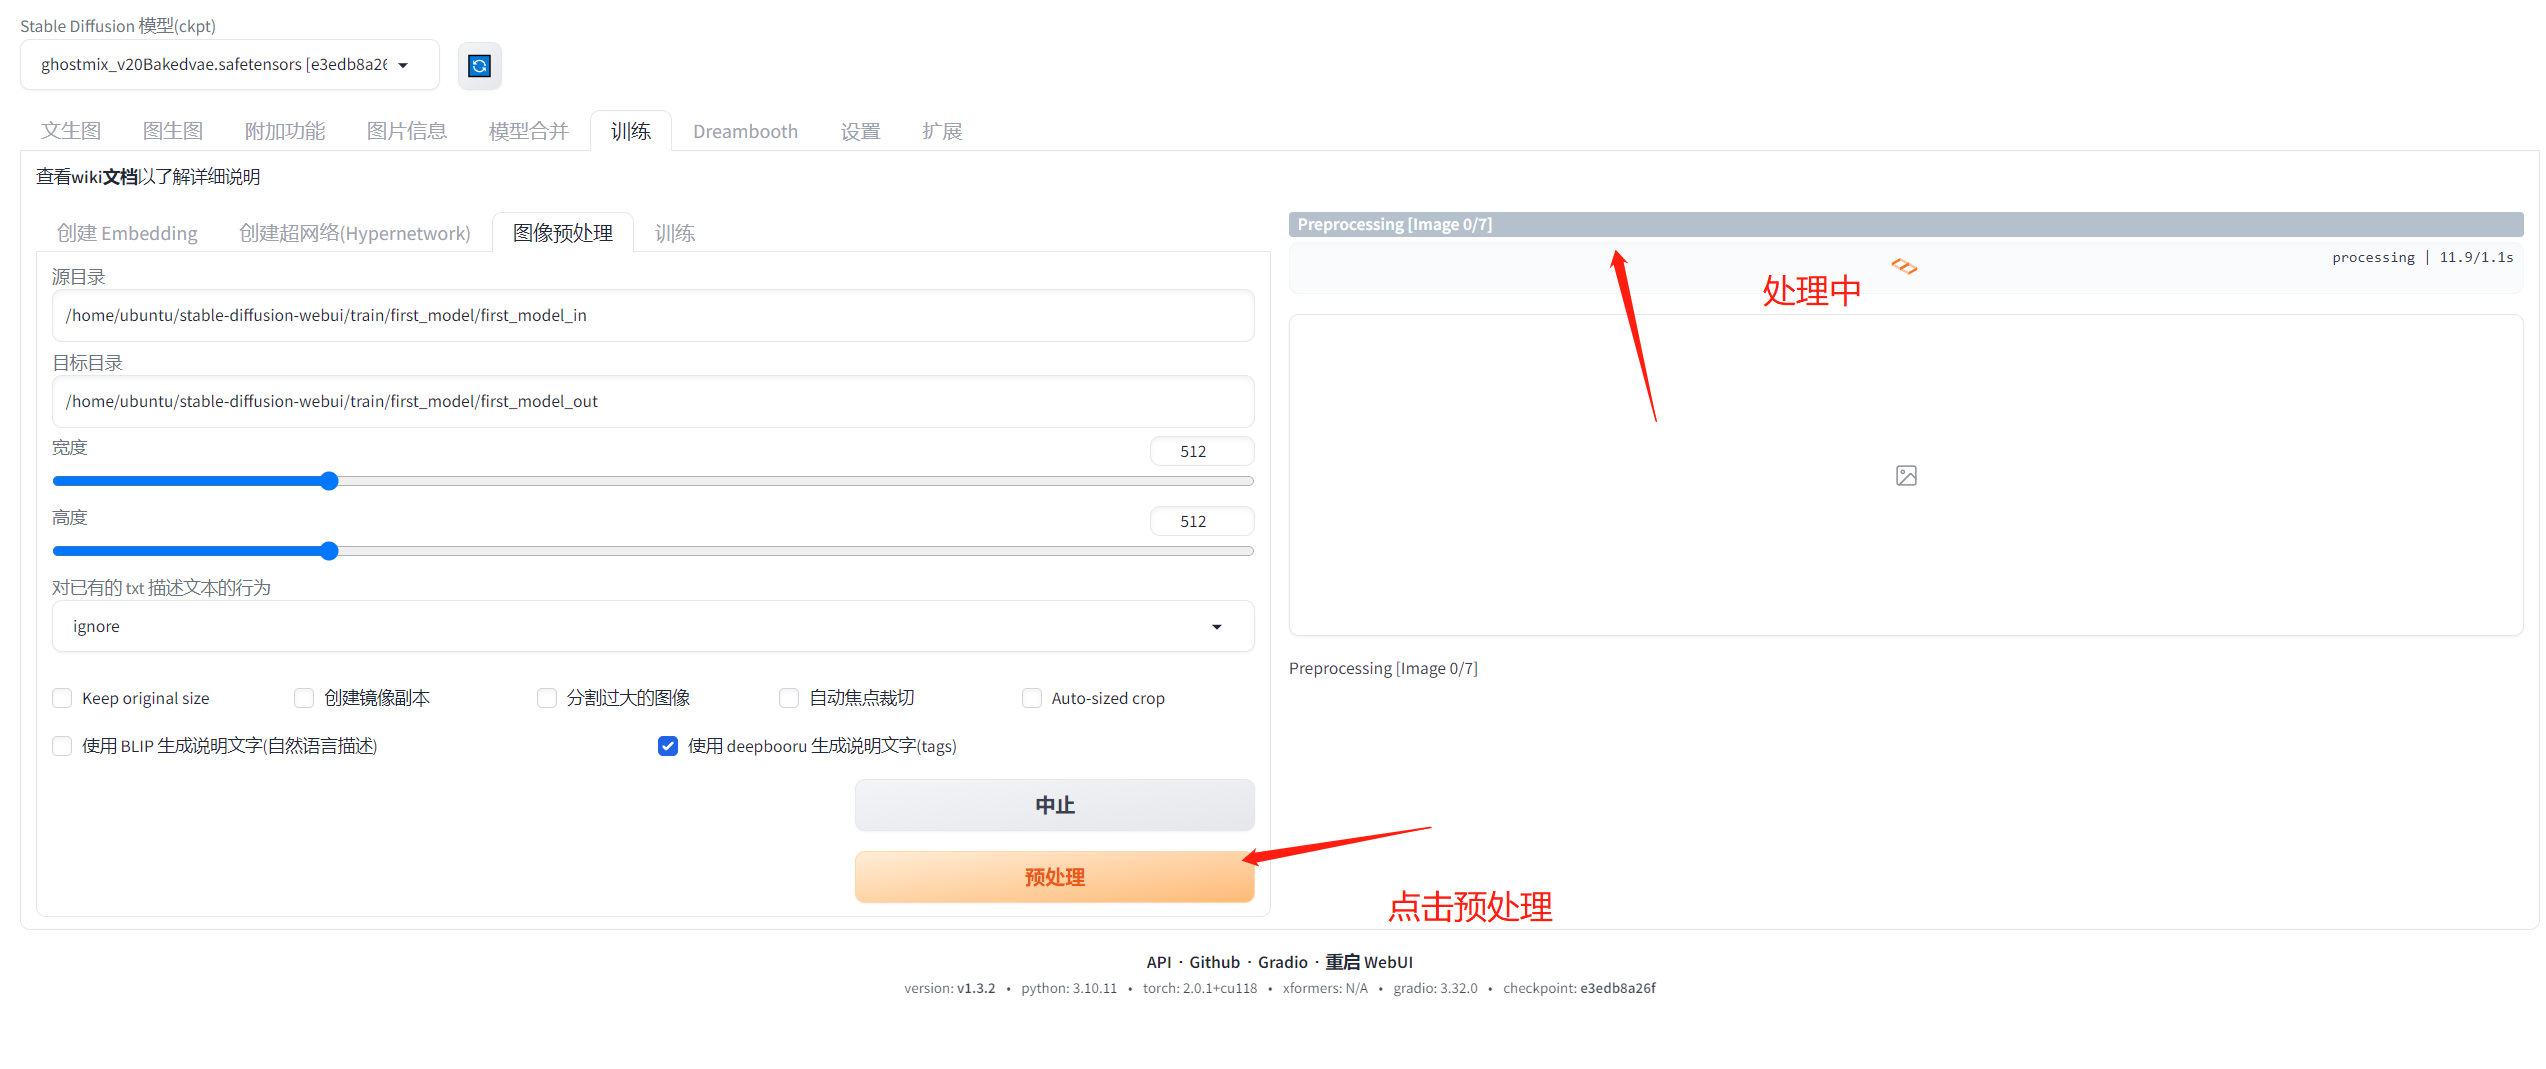 Stable Diffusion 模型(ckpt)
ghostmix_v20Bakedvae.safetensors [e3edb8a26
文生图 图生图 附加功能 图片信息 模型合并 训练 Dreambooth 设置 扩展
查看wiki文档以了解详细说明
创建 Embedding 创建超网络(Hypernetwork) 图像预处理 训练
源目录
/home/ubuntu/stable-diffusion-webui/train/first_model/first_model_in
目标目录
/home/ubuntu/stable-diffusion-webui/train/first_model/first_model_out
宽度 512
高度 512
对已有的 txt 描述文本的行为
ignore
Keep original size 创建镜像副本 分割过大的图像 自动焦点裁切 Auto-sized crop
使用 BLIP 生成说明文字(自然语言描述) 使用 deepbooru 生成说明文字(tags)
中止
预处理
Preprocessing [Image 0/7]
processing | 11.9/1.1s
处理中
Preprocessing [Image 0/7]
点击预处理
API · Github · Gradio · 重启 WebUI
version: v1.3.2 • python: 3.10.11 • torch: 2.0.1+cu118 • xformers: N/A • gradio: 3.32.0 • checkpoint: e3edb8a26f